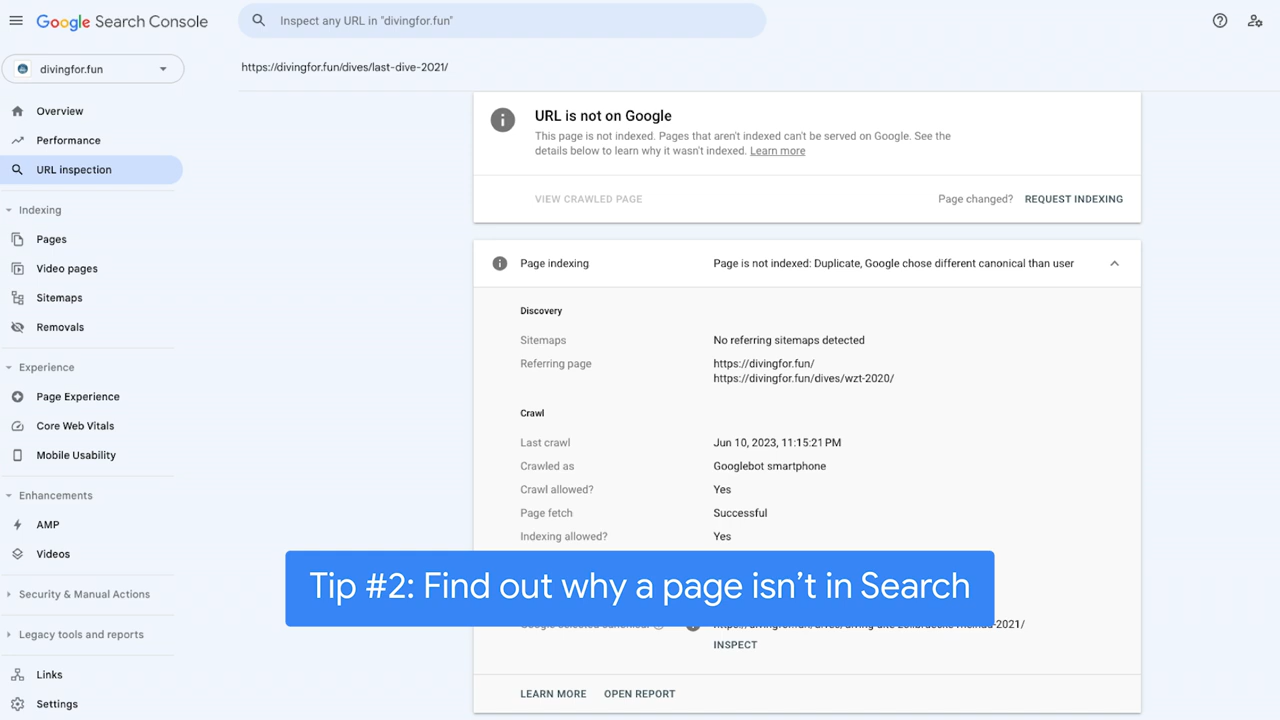 Google Search Console
Inspect any URL in "divingfor.fun"
divingfor.fun
https://divingfor.fun/dives/last-dive-2021/
Overview
Performance
URL inspection
Indexing
Pages
Video pages
Sitemaps
Removals
Experience
Page Experience
Core Web Vitals
Mobile Usability
Enhancements
AMP
Videos
Security & Manual Actions
Legacy tools and reports
Links
Settings
URL is not on Google
This page is not indexed. Pages that aren't indexed can't be served on Google. See the
details below to learn why it wasn't indexed. Learn more
VIEW CRAWLED PAGE
Page changed? REQUEST INDEXING
Page indexing
Page is not indexed: Duplicate, Google chose different canonical than user
Discovery
Sitemaps No referring sitemaps detected
Referring page https://divingfor.fun/
https://divingfor.fun/dives/wzt-2020/
Crawl
Last crawl Jun 10, 2023, 11:15:21 PM
Crawled as Googlebot smartphone
Crawl allowed? Yes
Page fetch Successful
Indexing allowed? Yes
Tip #2: Find out why a page isn't in Search
INSPECT
LEARN MORE OPEN REPORT